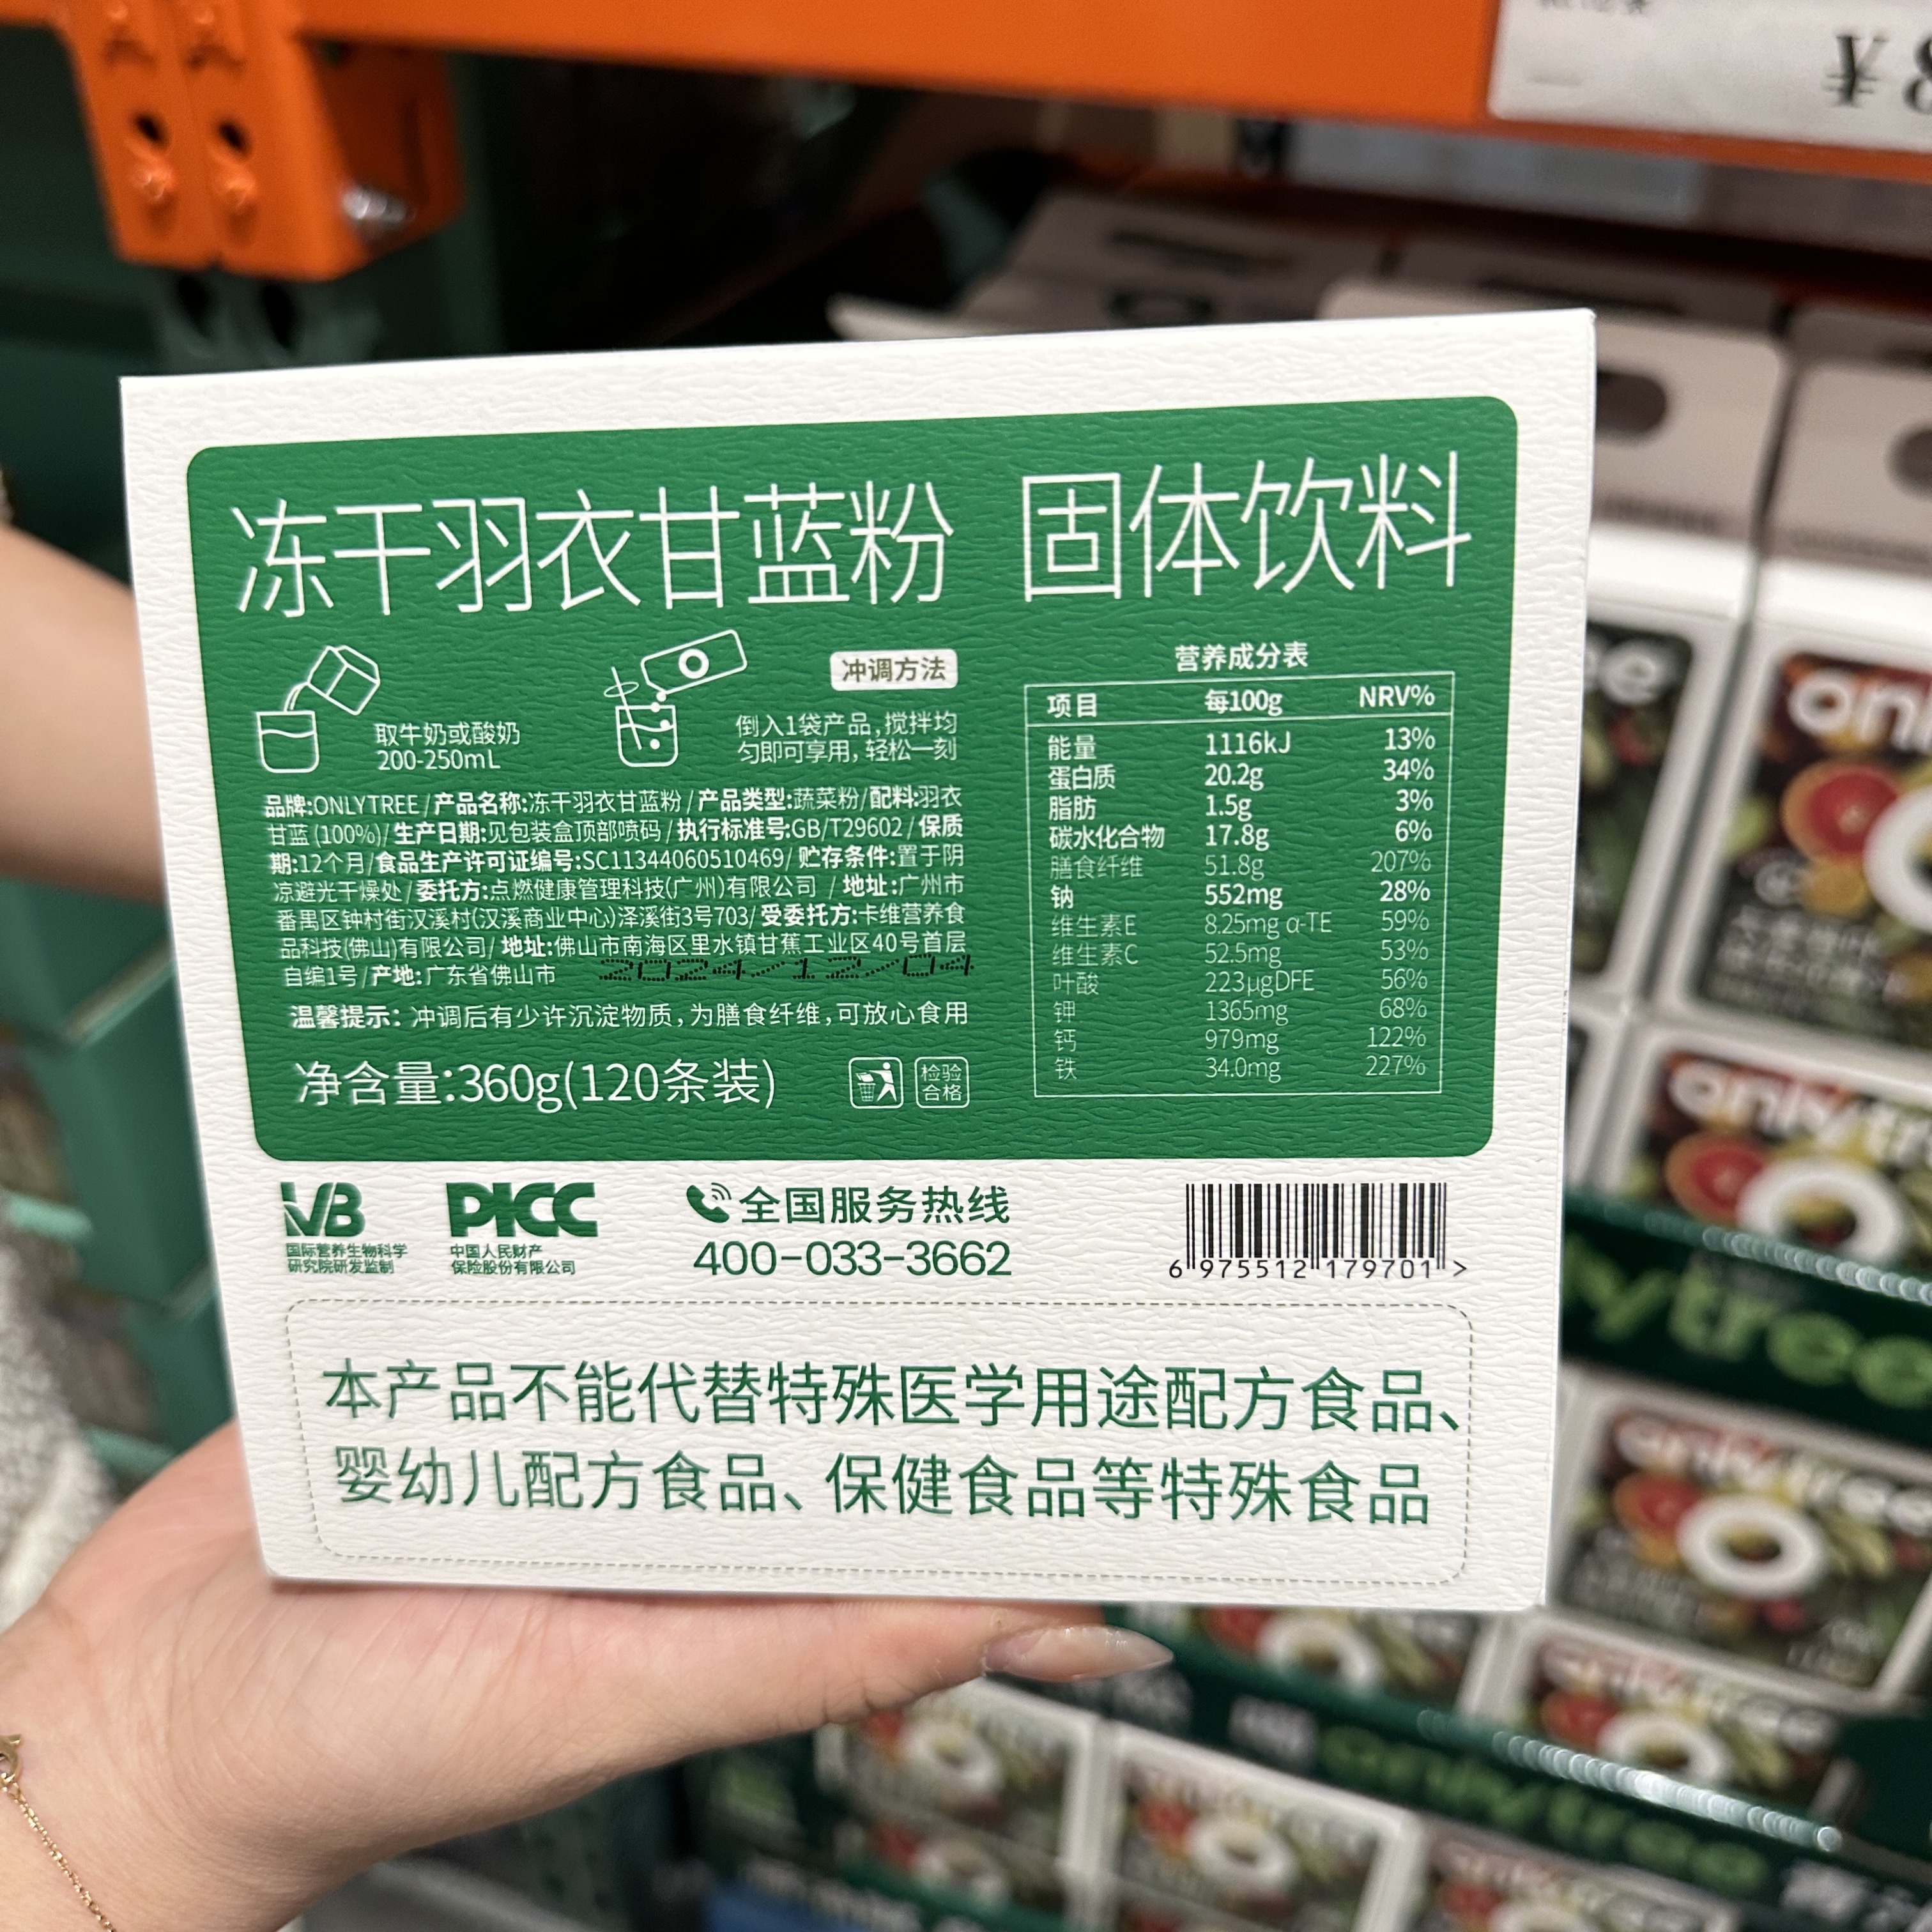 ¥
冻干羽衣甘蓝粉 固体饮料
取牛奶或酸奶
200-250mL
冲调方法
倒入1袋产品,搅拌均
匀即可享用,轻松一刻
品牌:ONLYTREE/产品名称:冻干羽衣甘蓝粉/产品类型:蔬菜粉/配料:羽衣
甘蓝(100%)/生产日期:见包装盒顶部喷码/执行标准号:GB/T29602/保质
期:12个月/食品生产许可证编号:SC11344060510469/贮存条件:置于阴
凉避光干燥处/委托方:点燃健康管理科技(广州)有限公司/地址:广州市
番禺区钟村街汉溪村(汉溪商业中心)泽溪街3号703/受委托方:卡维营养食
品科技(佛山)有限公司/地址:佛山市南海区里水镇甘蕉工业区40号首层
自编1号/产地:广东省佛山市
2024/12/04
温馨提示:冲调后有少许沉淀物质,为膳食纤维,可放心食用
净含量:360g(120条装)
检验
合格
营养成分表
项目 每100g NRV%
能量 1116kJ 13%
蛋白质 20.2g 34%
脂肪 1.5g 3%
碳水化合物 17.8g 6%
膳食纤维 51.8g 207%
钠 552mg 28%
维生素E 8.25mg α-TE 59%
维生素C 52.5mg 53%
叶酸 223μgDFE 56%
钾 1365mg 68%
钙 979mg 122%
铁 34.0mg 227%
VB
国际营养生物科学
研究院研发监制
PICC
中国人民财产
保险股份有限公司
全国服务热线
400-033-3662
6 975512 179701 >
本产品不能代替特殊医学用途配方食品、
婴幼儿配方食品、保健食品等特殊食品
onlytree
onlytree
onlytree